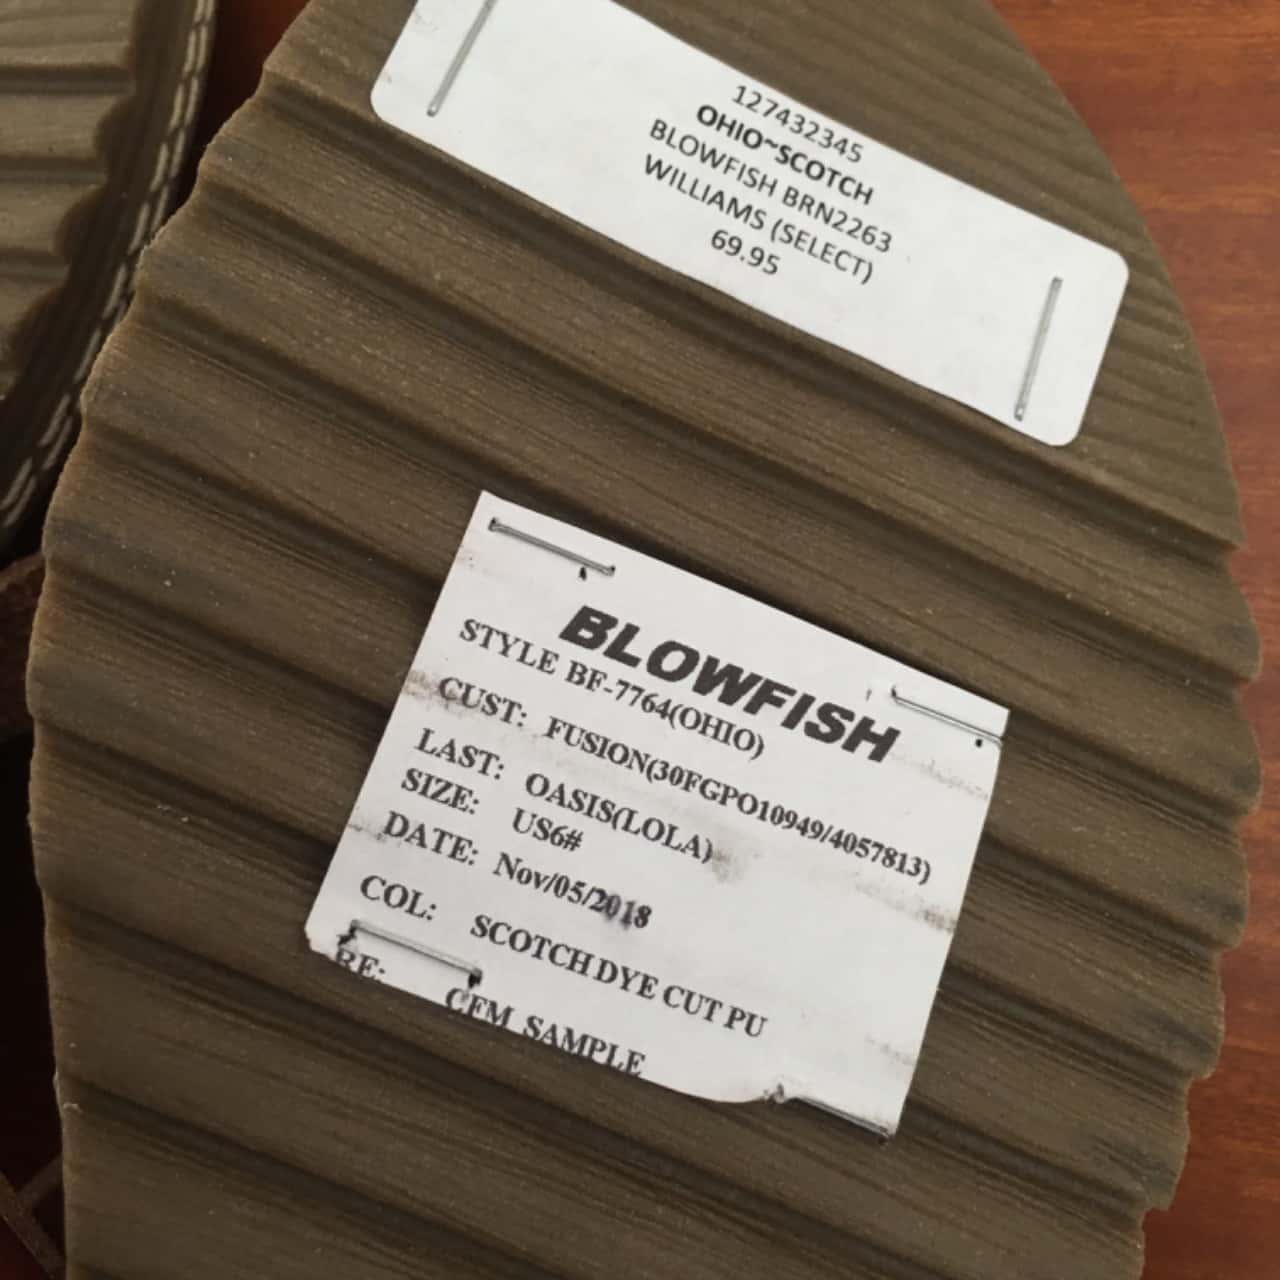 127432345
OHIO~SCOTCH
BLOWFISH BRN2263
WILLIAMS (SELECT)
69.95
BLOWFISH
STYLE BF-7764(OHIO)
CUST: FUSION(30FGPO10949/4057813)
LAST: OASIS(LOLA)
SIZE: US6#
DATE: Nov/05/2018
COL: SCOTCH DYE CUT PU
RE: CFM SAMPLE